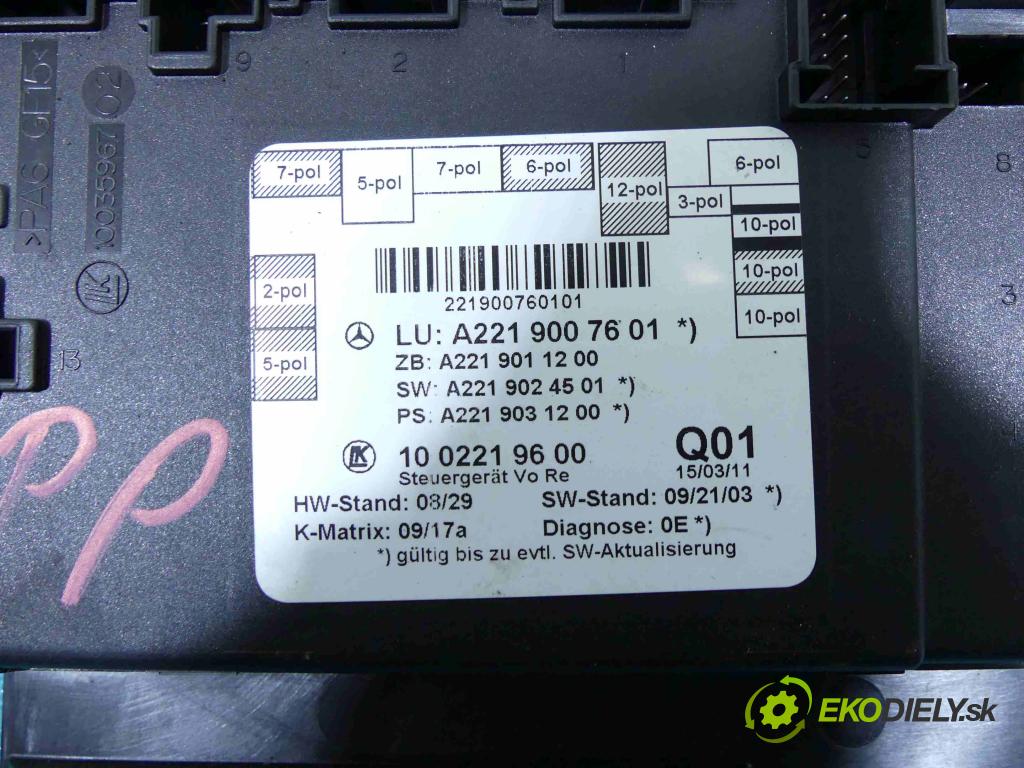 9
2
1
6
8
3
4
13
>PA6 GF15<
10035967 02
LK
PP
7-pol
5-pol
7-pol
6-pol
12-pol
3-pol
6-pol
10-pol
10-pol
10-pol
2-pol
5-pol
221900760101
LU: A221 900 76 01 *)
ZB: A221 901 12 00
SW: A221 902 45 01 *)
PS: A221 903 12 00 *)
LK 10 0221 96 00 Q01
Steuergerät Vo Re 15/03/11
HW-Stand: 08/29 SW-Stand: 09/21/03 *)
K-Matrix: 09/17a Diagnose: 0E *)
*) gültig bis zu evtl. SW-Aktualisierung
EKODIELY.sk